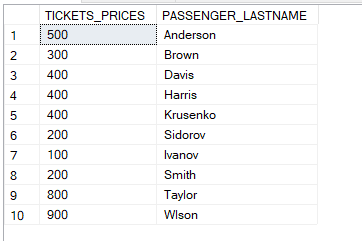 TICKETS_PRICES PASSENGER_LASTNAME
1 500 Anderson
2 300 Brown
3 400 Davis
4 400 Harris
5 400 Krusenko
6 200 Sidorov
7 100 Ivanov
8 200 Smith
9 800 Taylor
10 900 Wlson